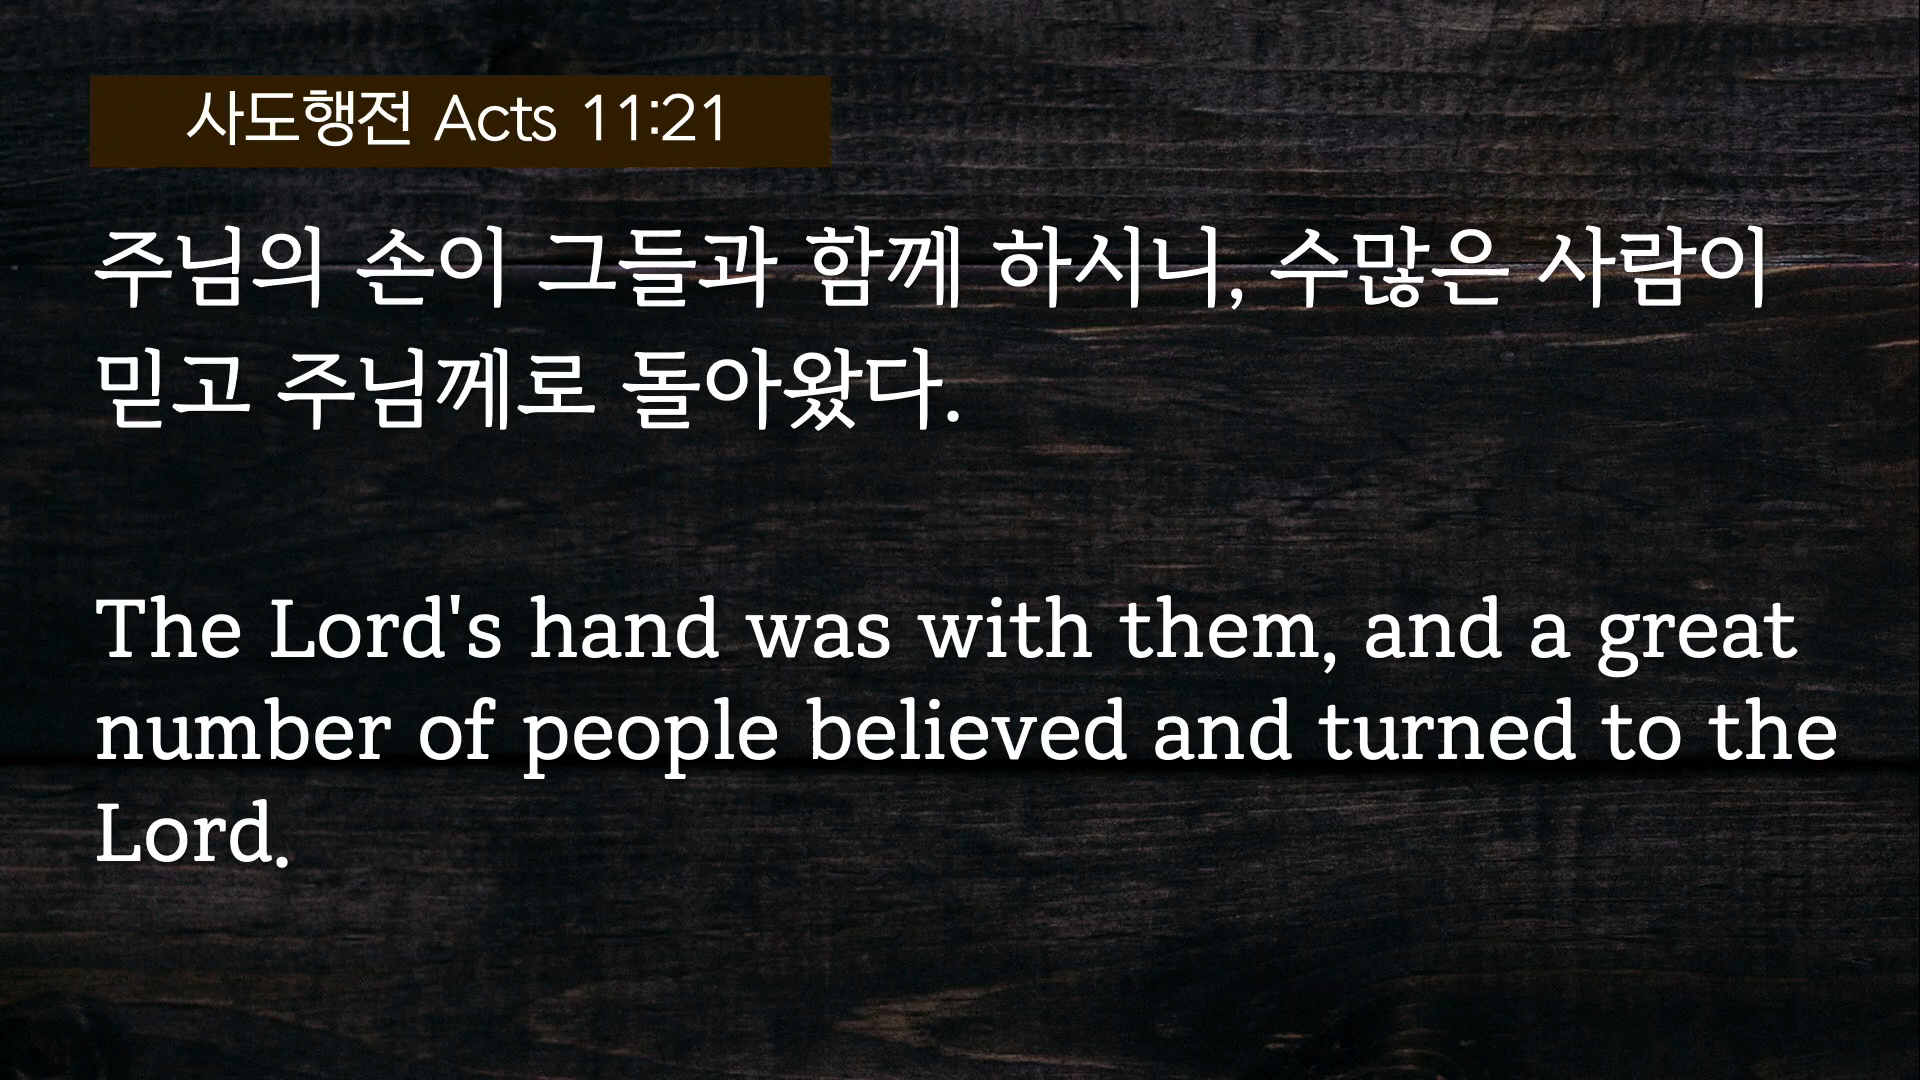 사도행전 Acts 11:21
주님의 손이 그들과 함께 하시니, 수많은 사람이
믿고 주님께로 돌아왔다.
The Lord's hand was with them, and a great
number of people believed and turned to the
Lord.